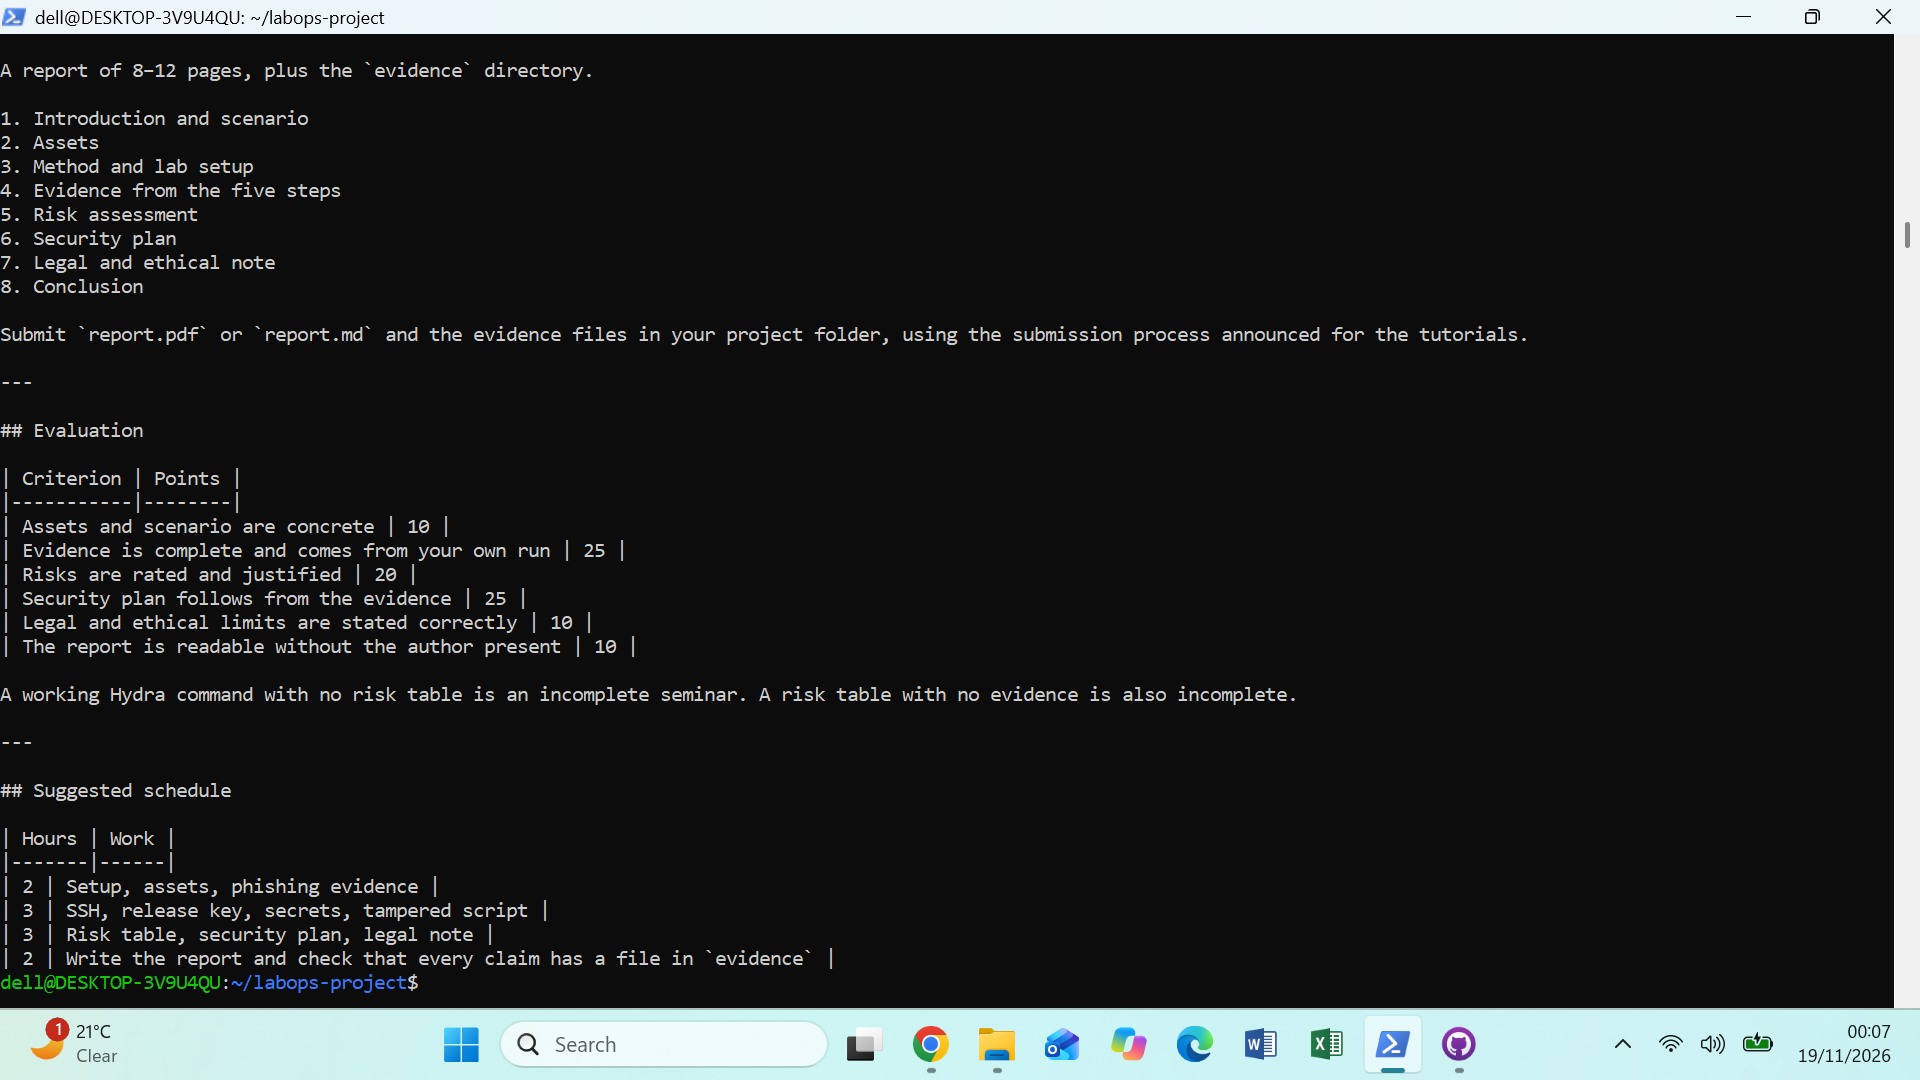 dell@DESKTOP-3V9U4QU: ~/labops-project
A report of 8–12 pages, plus the `evidence` directory.
1. Introduction and scenario
2. Assets
3. Method and lab setup
4. Evidence from the five steps
5. Risk assessment
6. Security plan
7. Legal and ethical note
8. Conclusion
Submit `report.pdf` or `report.md` and the evidence files in your project folder, using the submission process announced for the tutorials.
---
## Evaluation
| Criterion | Points |
|-----------|--------|
| Assets and scenario are concrete | 10 |
| Evidence is complete and comes from your own run | 25 |
| Risks are rated and justified | 20 |
| Security plan follows from the evidence | 25 |
| Legal and ethical limits are stated correctly | 10 |
| The report is readable without the author present | 10 |
A working Hydra command with no risk table is an incomplete seminar. A risk table with no evidence is also incomplete.
---
## Suggested schedule
| Hours | Work |
|-------|------|
| 2 | Setup, assets, phishing evidence |
| 3 | SSH, release key, secrets, tampered script |
| 3 | Risk table, security plan, legal note |
| 2 | Write the report and check that every claim has a file in `evidence` |
dell@DESKTOP-3V9U4QU:~/labops-project$
1
21°C
Clear
Search
00:07
19/11/2026